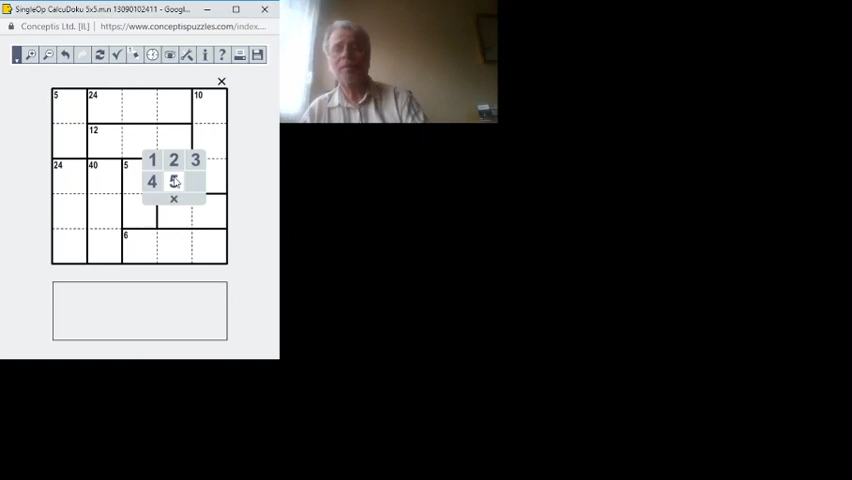 SingleOp CalcuDoku 5x5.m.n 13090102411 - Googl...
Conceptis Ltd. [IL] https://www.conceptispuzzles.com/index....
5 24 10
12
1 2 3
24 40 5
4 5
6